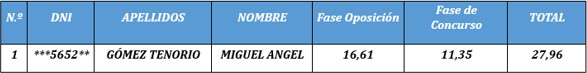 N.º DNI APELLIDOS NOMBRE Fase Oposición Fase de Concurso TOTAL
1 ***5652** GÓMEZ TENORIO MIGUEL ANGEL 16,61 11,35 27,96